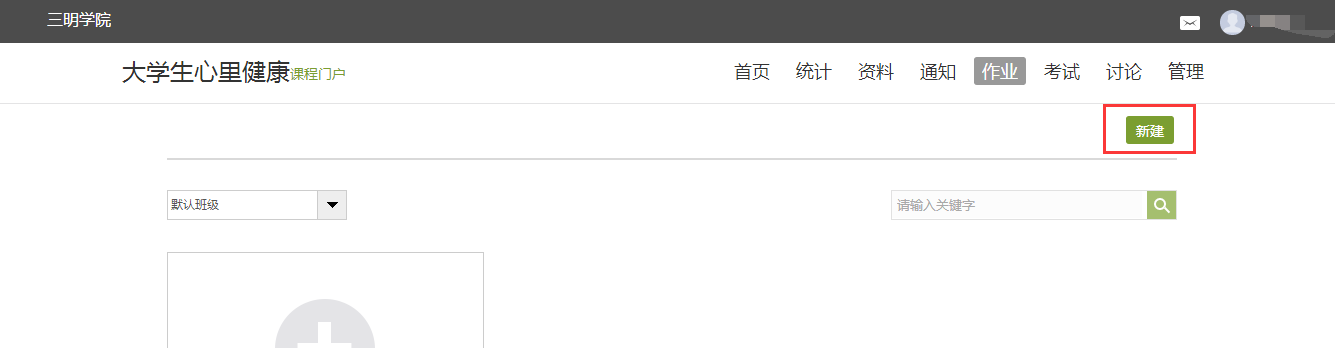 三明学院
大学生心里健康课程门户 首页 统计 资料 通知 作业 考试 讨论 管理
新建
默认班级 请输入关键字